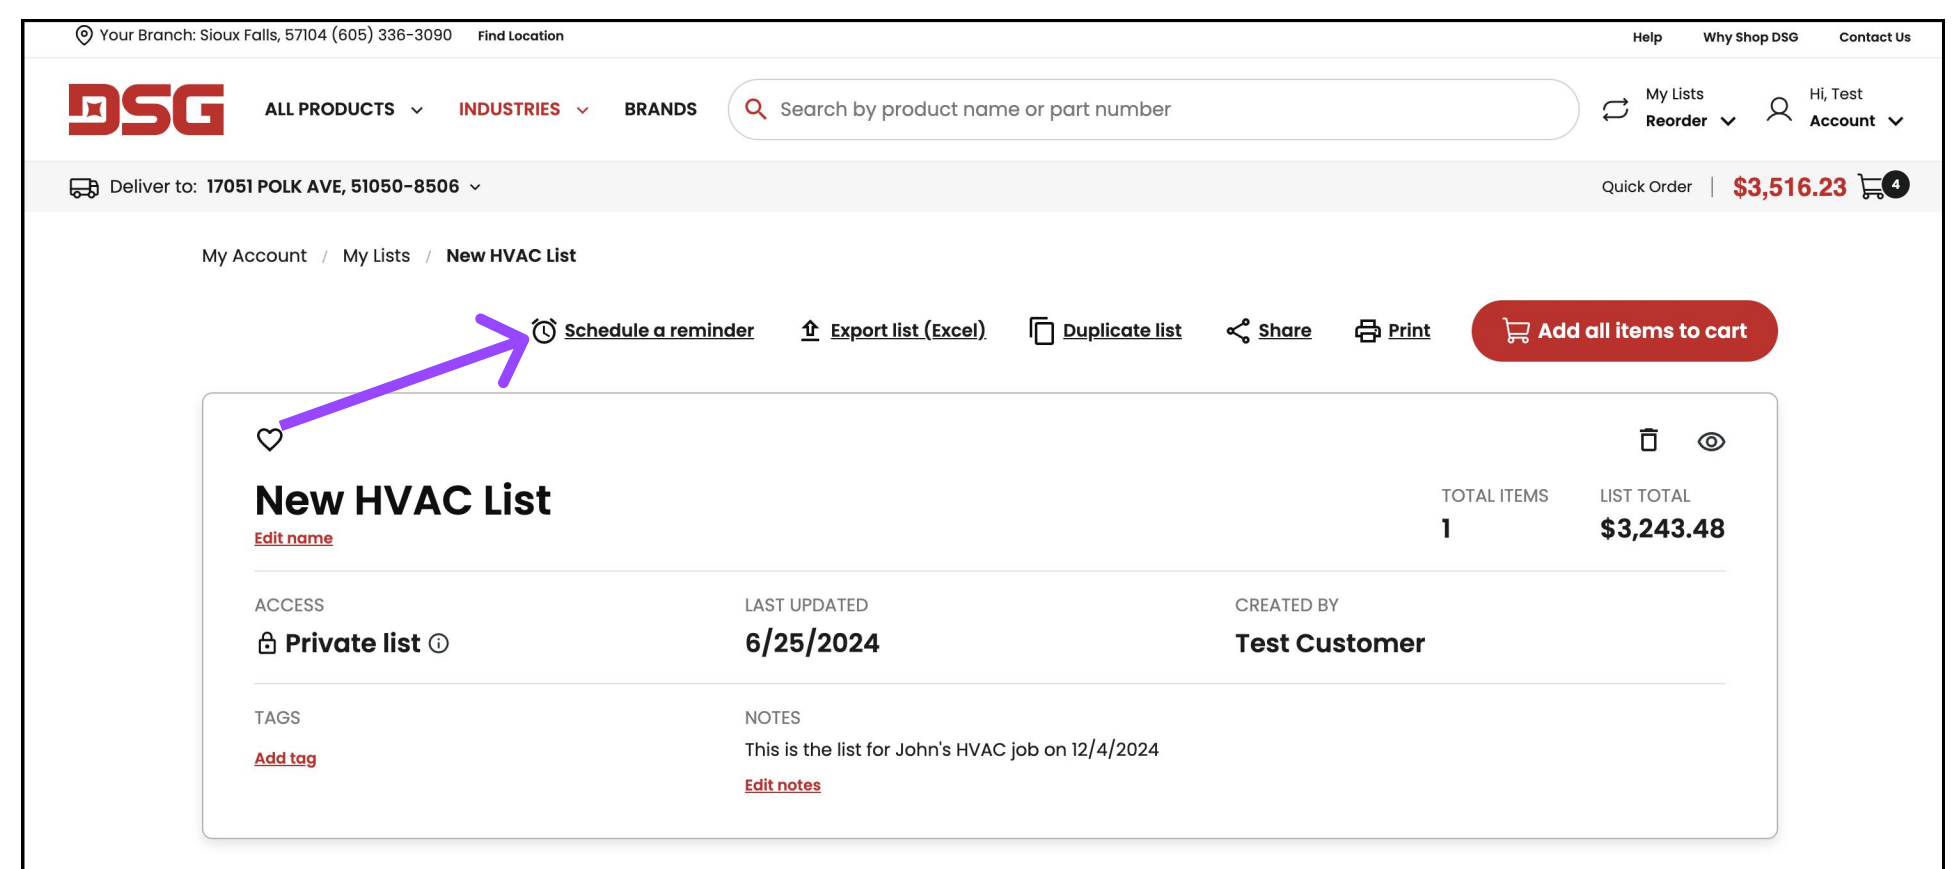 Your Branch: Sioux Falls, 57104 (605) 336-3090 Find Location Help Why Shop DSG Contact Us
DSG ALL PRODUCTS INDUSTRIES BRANDS Search by product name or part number My Lists Reorder Hi, Test Account
Deliver to: 17051 POLK AVE, 51050-8506 Quick Order | $3,516.23 4
My Account / My Lists / New HVAC List
Schedule a reminder Export list (Excel) Duplicate list Share Print Add all items to cart
New HVAC List
Edit name
TOTAL ITEMS LIST TOTAL
1 $3,243.48
ACCESS LAST UPDATED CREATED BY
Private list 6/25/2024 Test Customer
TAGS NOTES
Add tag This is the list for John's HVAC job on 12/4/2024
Edit notes